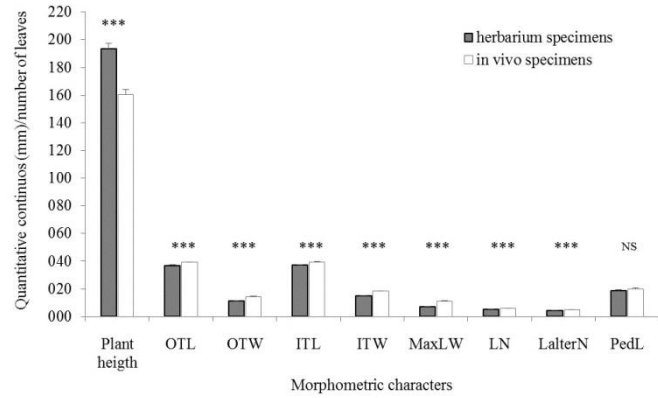 220
200
180
160
140
120
100
080
060
040
020
000
Quantitative continuos (mm)/number of leaves
***
herbarium specimens
in vivo specimens
*** *** *** *** *** *** *** NS
Plant heigth OTL OTW ITL ITW MaxLW LN LalterN PedL
Morphometric characters